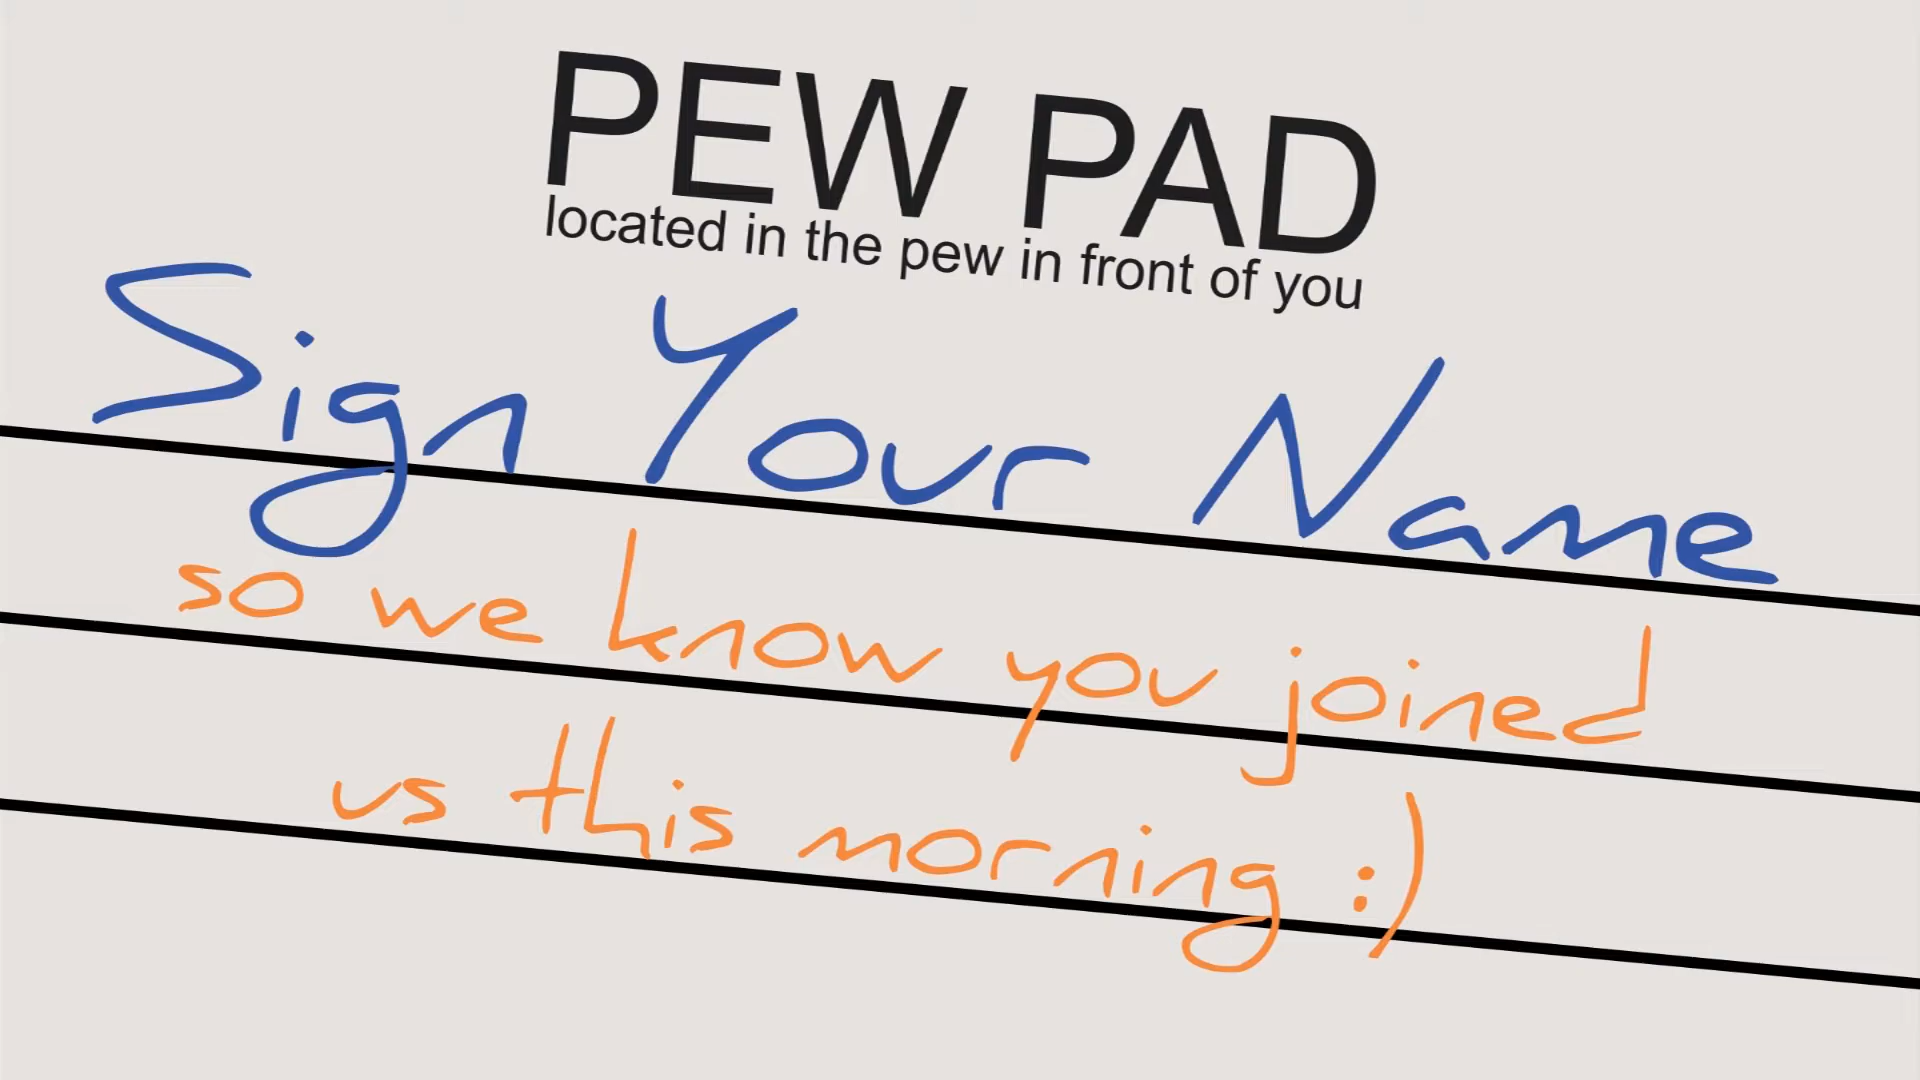 PEW PAD
located in the pew in front of you
Sign Your Name
so we know you joined
us this morning :)